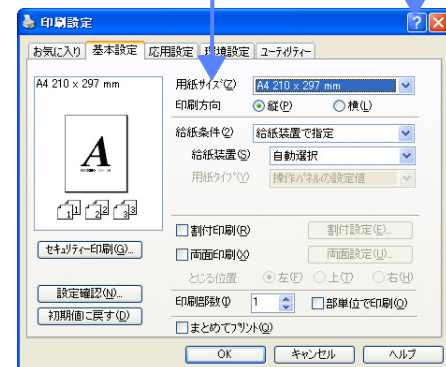 印刷設定
お気に入り 基本設定 応用設定 環境設定 ユーティリティー
A4 210 x 297 mm
用紙サイズ(Z) A4 210 x 297 mm
印刷方向 縦(P) 横(L)
給紙条件(2) 給紙装置で指定
給紙装置(S) 自動選択
用紙タイプ(Y) 操作パネルの設定値
A
1 1 2 2 3 3
割付印刷(R) 割付設定(E)...
セキュリティー印刷(G)... 両面印刷(X) 両面設定(U)...
とじる位置 左(F) 上(T) 右(H)
設定確認(N)... 印刷部数(I) 1 部単位で印刷(O)
初期値に戻す(D)
まとめてプリント(Q)
OK キャンセル ヘルプ